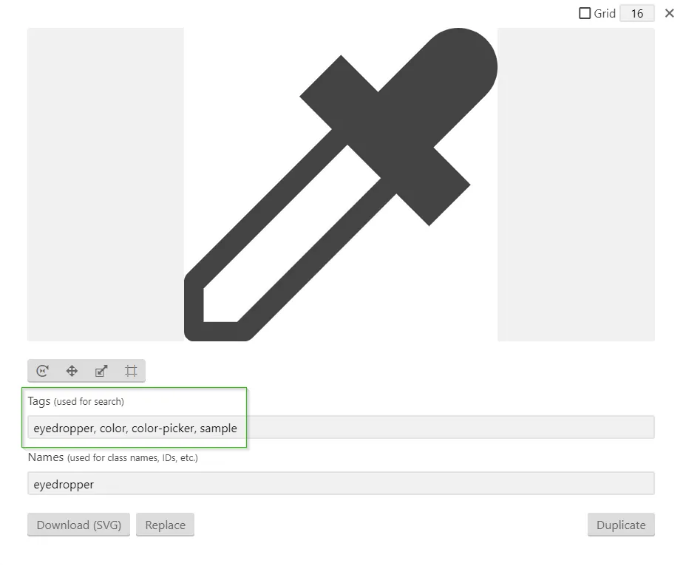 Grid 16
Tags (used for search)
eyedropper, color, color-picker, sample
Names (used for class names, IDs, etc.)
eyedropper
Download (SVG) Replace Duplicate